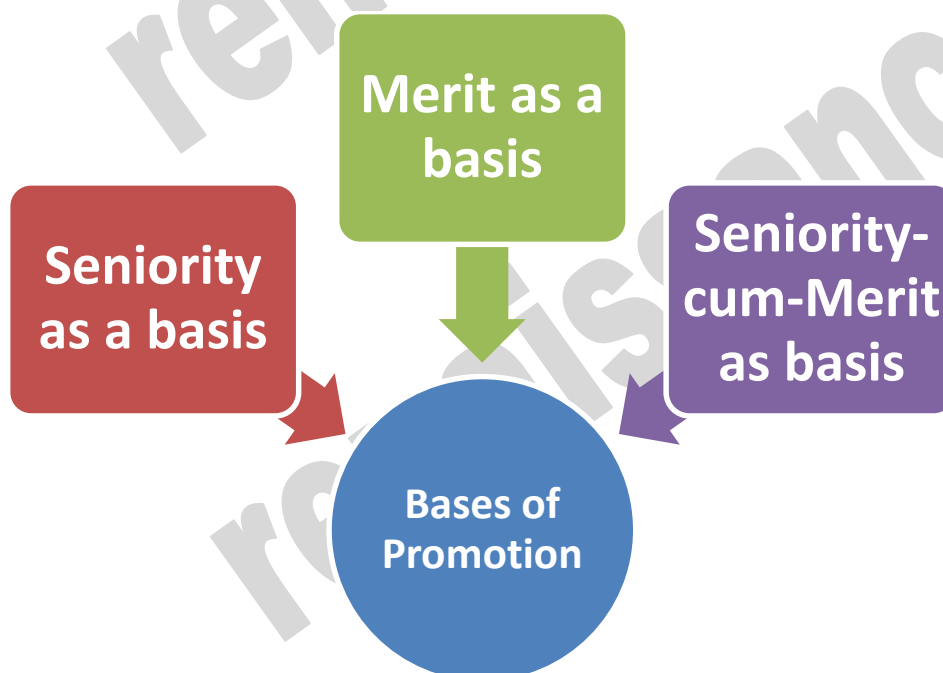 Merit as a
basis
Seniority
as a basis
Seniority-
cum-Merit
as basis
Bases of
Promotion